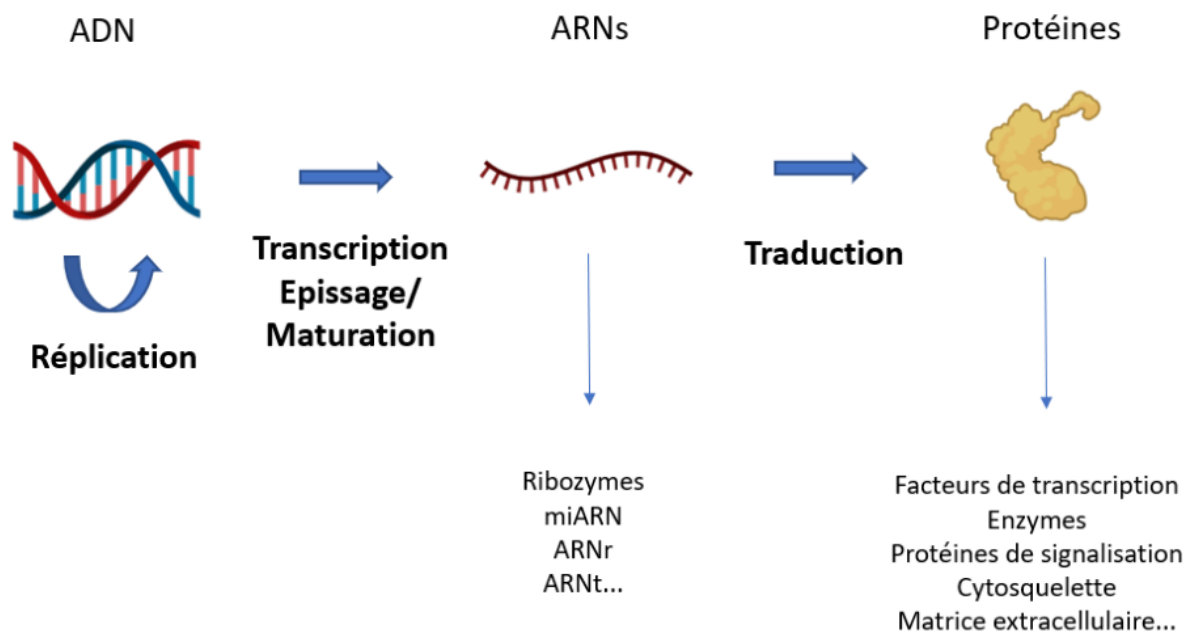 ADN
ARNs
Protéines
Transcription
Epissage/
Maturation
Traduction
Réplication
Ribozymes
miARN
ARNr
ARNt...
Facteurs de transcription
Enzymes
Protéines de signalisation
Cytosquelette
Matrice extracellulaire...